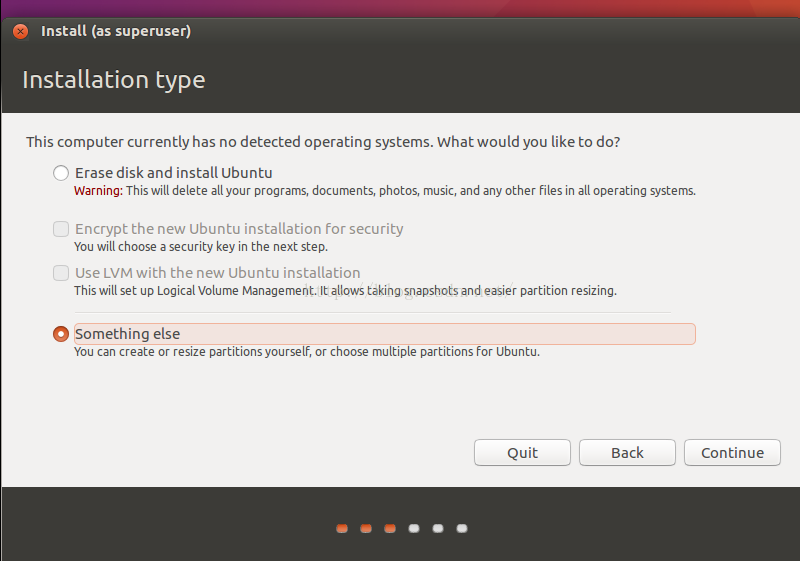 Install (as superuser)
Installation type
This computer currently has no detected operating systems. What would you like to do?
Erase disk and install Ubuntu
Warning: This will delete all your programs, documents, photos, music, and any other files in all operating systems.
Encrypt the new Ubuntu installation for security
You will choose a security key in the next step.
Use LVM with the new Ubuntu installation
This will set up Logical Volume Management. It allows taking snapshots and easier partition resizing.
Something else
You can create or resize partitions yourself, or choose multiple partitions for Ubuntu.
Quit Back Continue